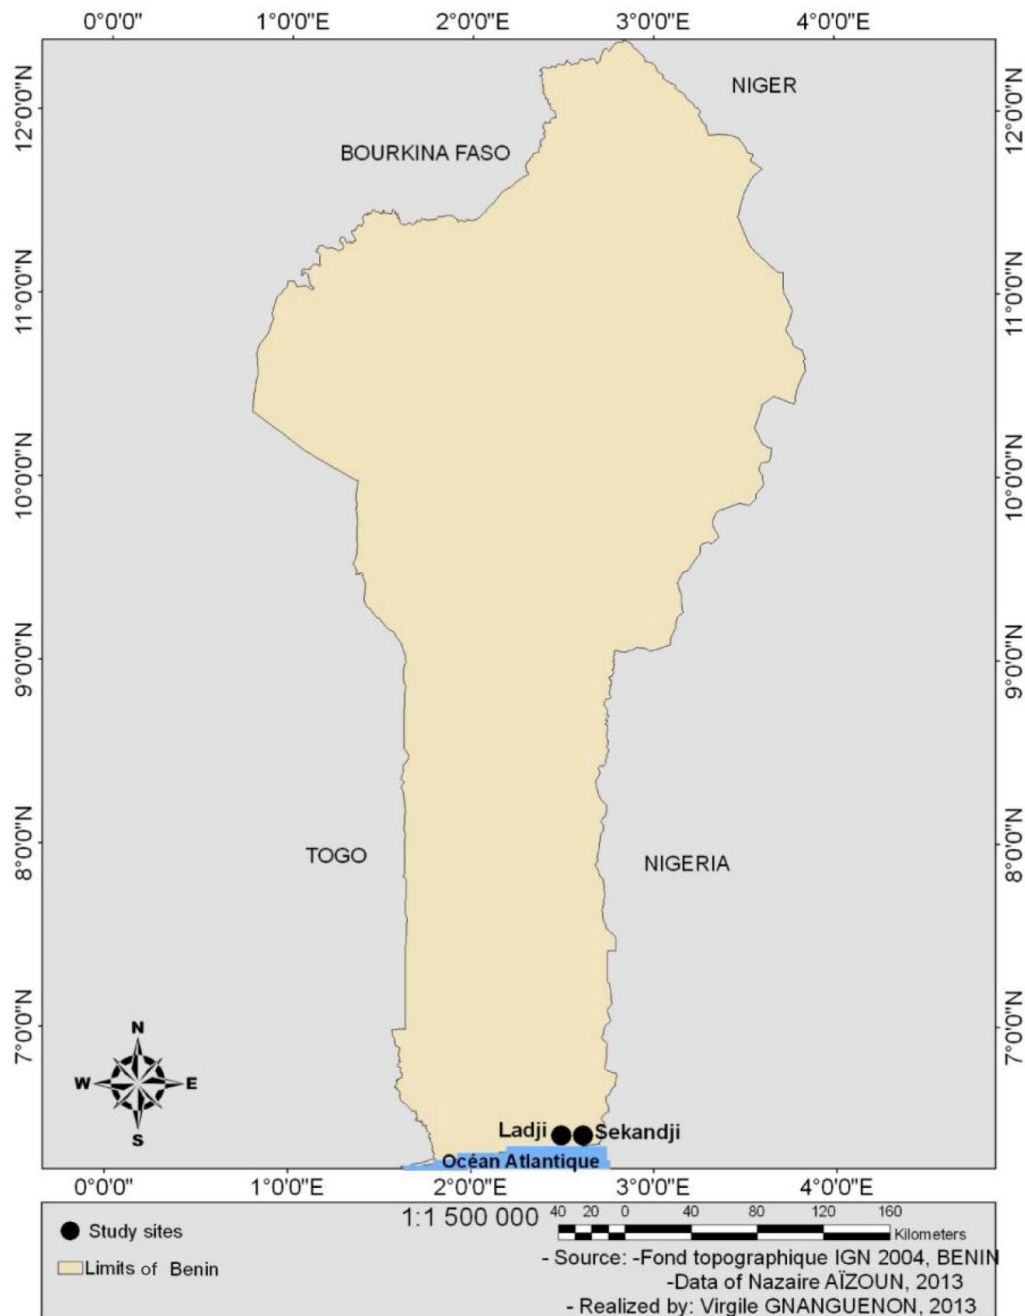 0°0'0" 1°0'0"E 2°0'0"E 3°0'0"E 4°0'0"E
NIGER
12°0'0"N 12°0'0"N
BOURKINA FASO
11°0'0"N 11°0'0"N
10°0'0"N 10°0'0"N
9°0'0"N 9°0'0"N
8°0'0"N 8°0'0"N
TOGO NIGERIA
7°0'0"N 7°0'0"N
N
W E
S
Ladji Sekandji
Océan Atlantique
0°0'0" 1°0'0"E 2°0'0"E 3°0'0"E 4°0'0"E
1:1 500 000
40 20 0 40 80 120 160
Kilometers
Study sites
Limits of Benin
- Source: -Fond topographique IGN 2004, BENIN
-Data of Nazaire AÏZOUN, 2013
- Realized by: Virgile GNANGUENON, 2013